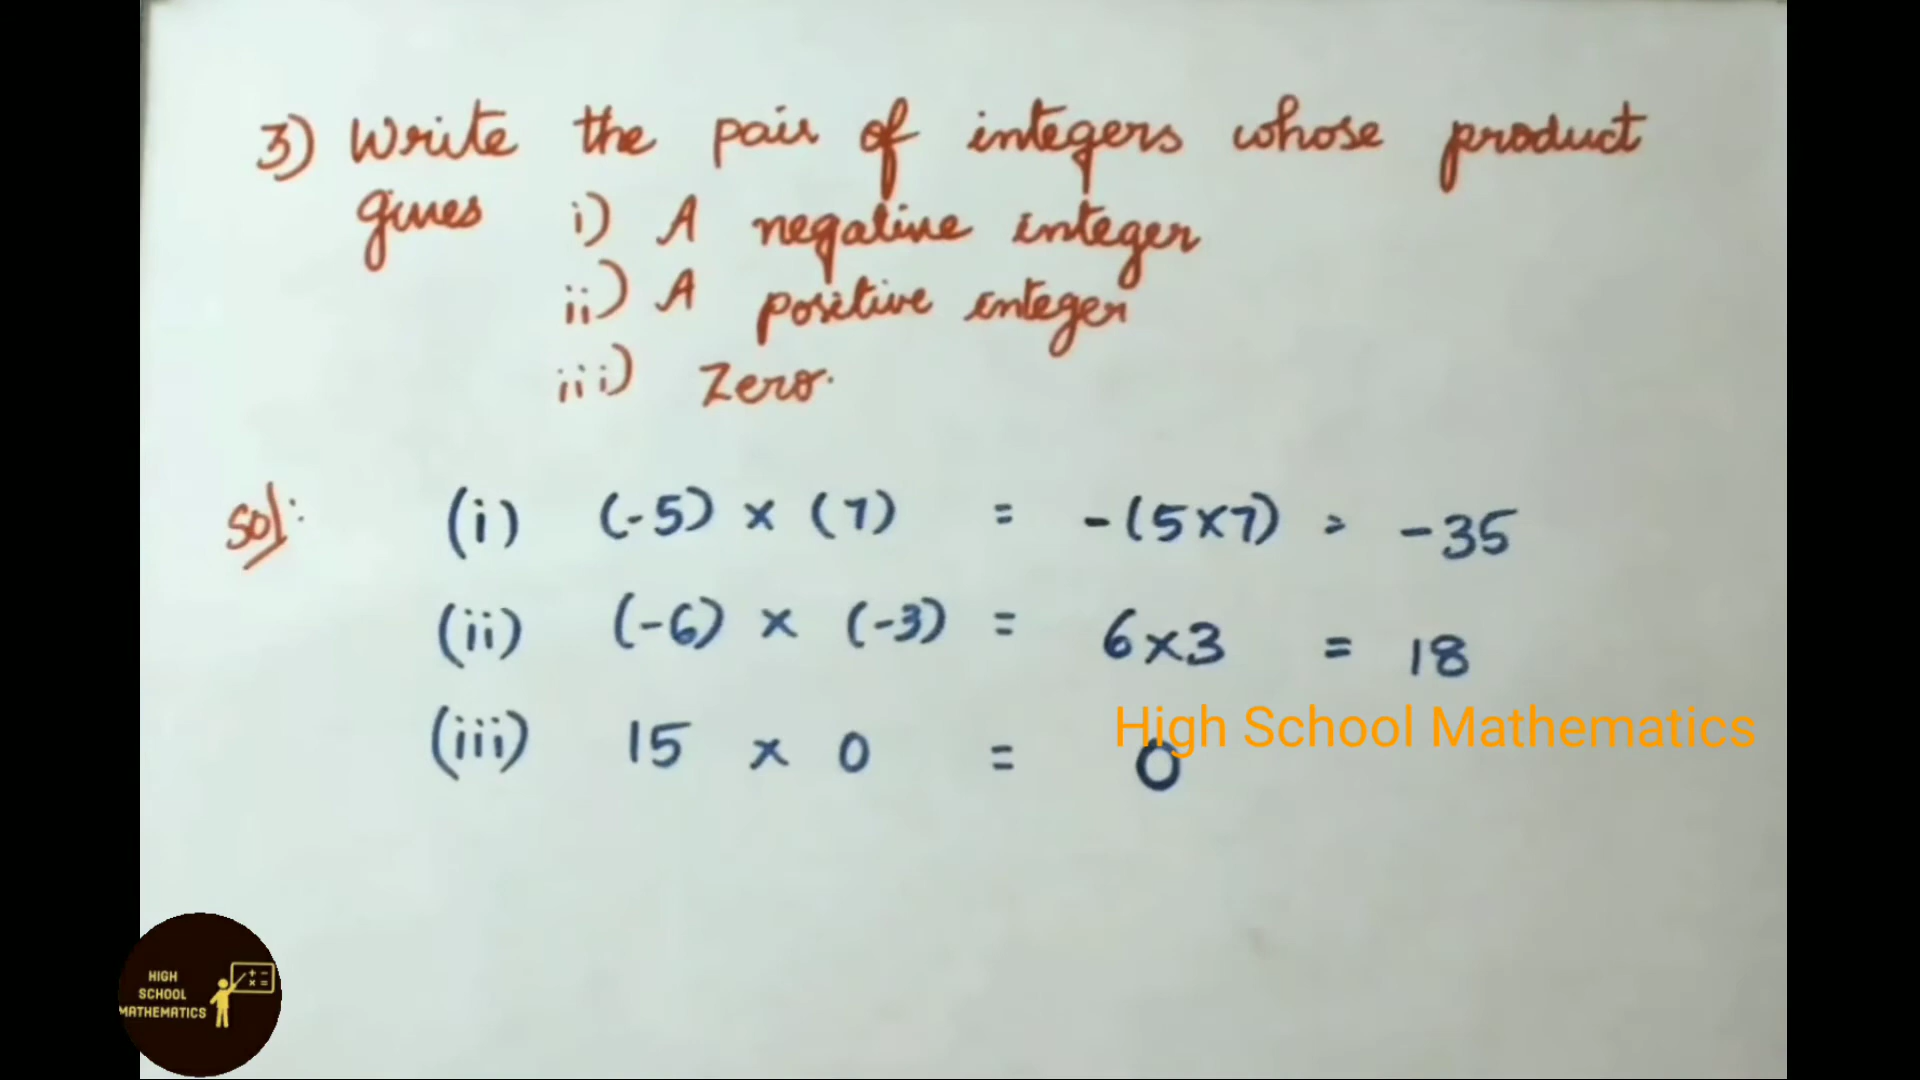 3) Write the pair of integers whose product
gives i) A negative integer
ii) A positive integer
iii) Zero.
Sol:
(i) (-5) × (7) = -(5×7) = -35
(ii) (-6) × (-3) = 6×3 = 18
High School Mathematics
(iii) 15 × 0 = 0
HIGH
SCHOOL
MATHEMATICS